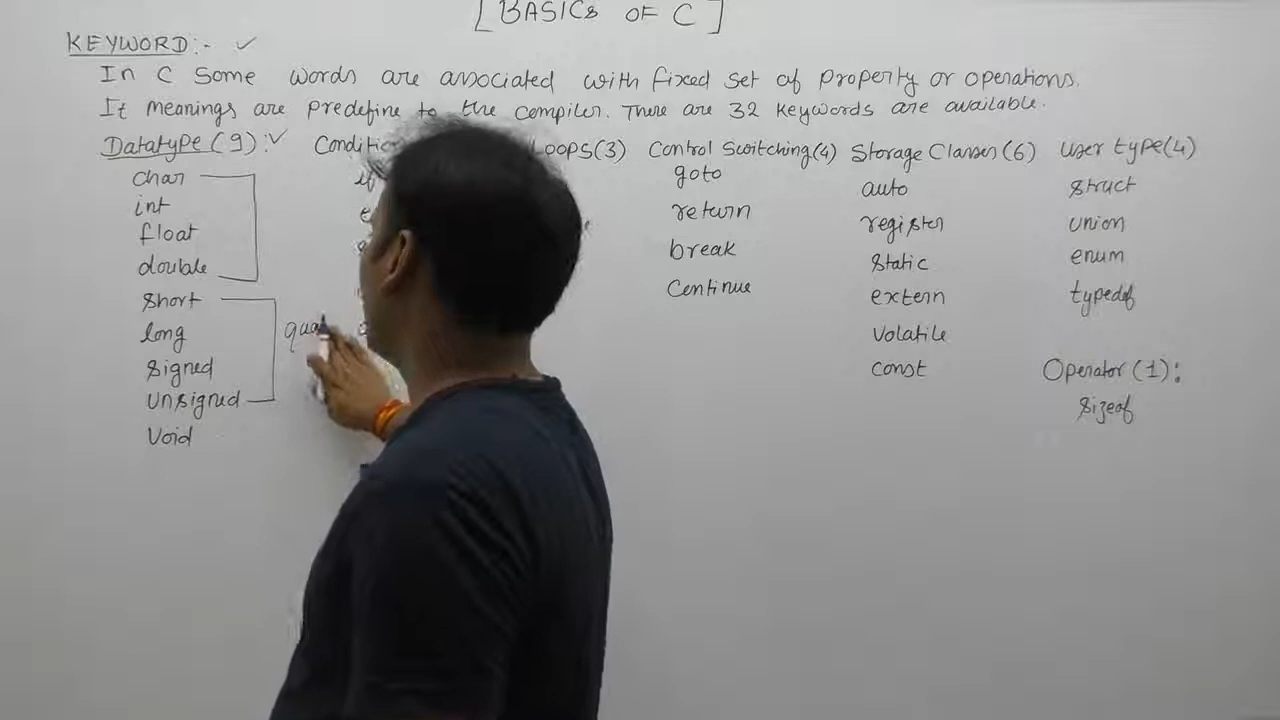 [ BASICS OF C ]
KEYWORD:-
In C Some words are associated with fixed set of property or operations.
It meanings are predefine to the compiler. There are 32 keywords are available.
Datatype (9):
char
int
float
double
short
long
signed
unsigned
Void
if
Loops(3)
Control Switching(4)
goto
return
break
Continue
Storage Classes(6)
auto
register
static
extern
volatile
const
User type(4)
struct
union
enum
typedef
Operator (1):
sizeof